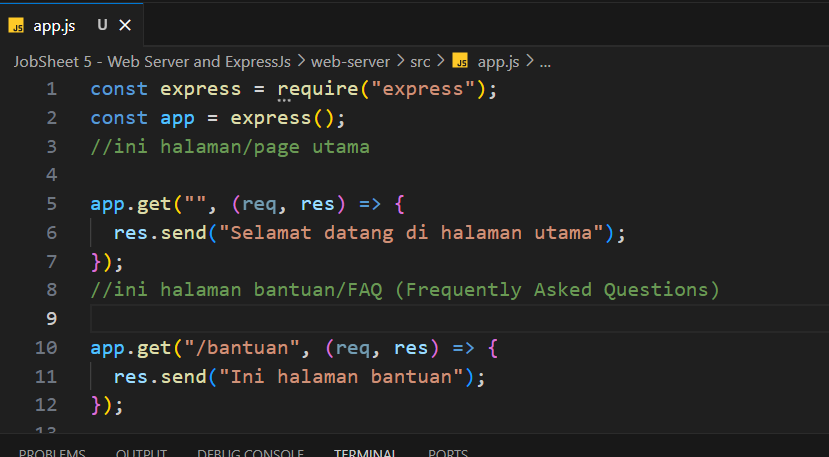 JS app.js U ×
JobSheet 5 - Web Server and ExpressJs > web-server > src > JS app.js > ...
1 const express = require("express");
2 const app = express();
3 //ini halaman/page utama
4
5 app.get("", (req, res) => {
6 res.send("Selamat datang di halaman utama");
7 });
8 //ini halaman bantuan/FAQ (Frequently Asked Questions)
9
10 app.get("/bantuan", (req, res) => {
11 res.send("Ini halaman bantuan");
12 });
13
PROBLEMS OUTPUT DEBUG CONSOLE TERMINAL PORTS